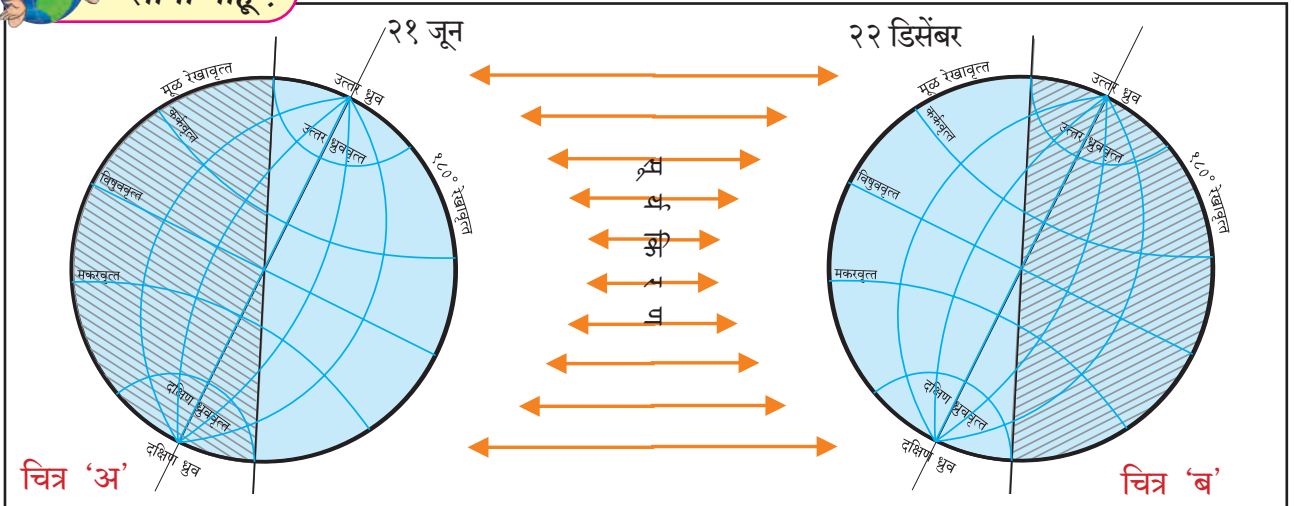 सांगा पाहू !
२१ जून
२२ डिसेंबर
मूळ रेखावृत्त
उत्तर ध्रुव
कर्कवृत्त
उत्तर ध्रुववृत्त
१८०° रेखावृत्त
विषुववृत्त
मकरवृत्त
दक्षिण ध्रुववृत्त
दक्षिण ध्रुव
चित्र ‘अ’
सूर्य किरण
मूळ रेखावृत्त
उत्तर ध्रुव
कर्कवृत्त
उत्तर ध्रुववृत्त
१८०° रेखावृत्त
विषुववृत्त
मकरवृत्त
दक्षिण ध्रुववृत्त
दक्षिण ध्रुव
चित्र ‘ब’